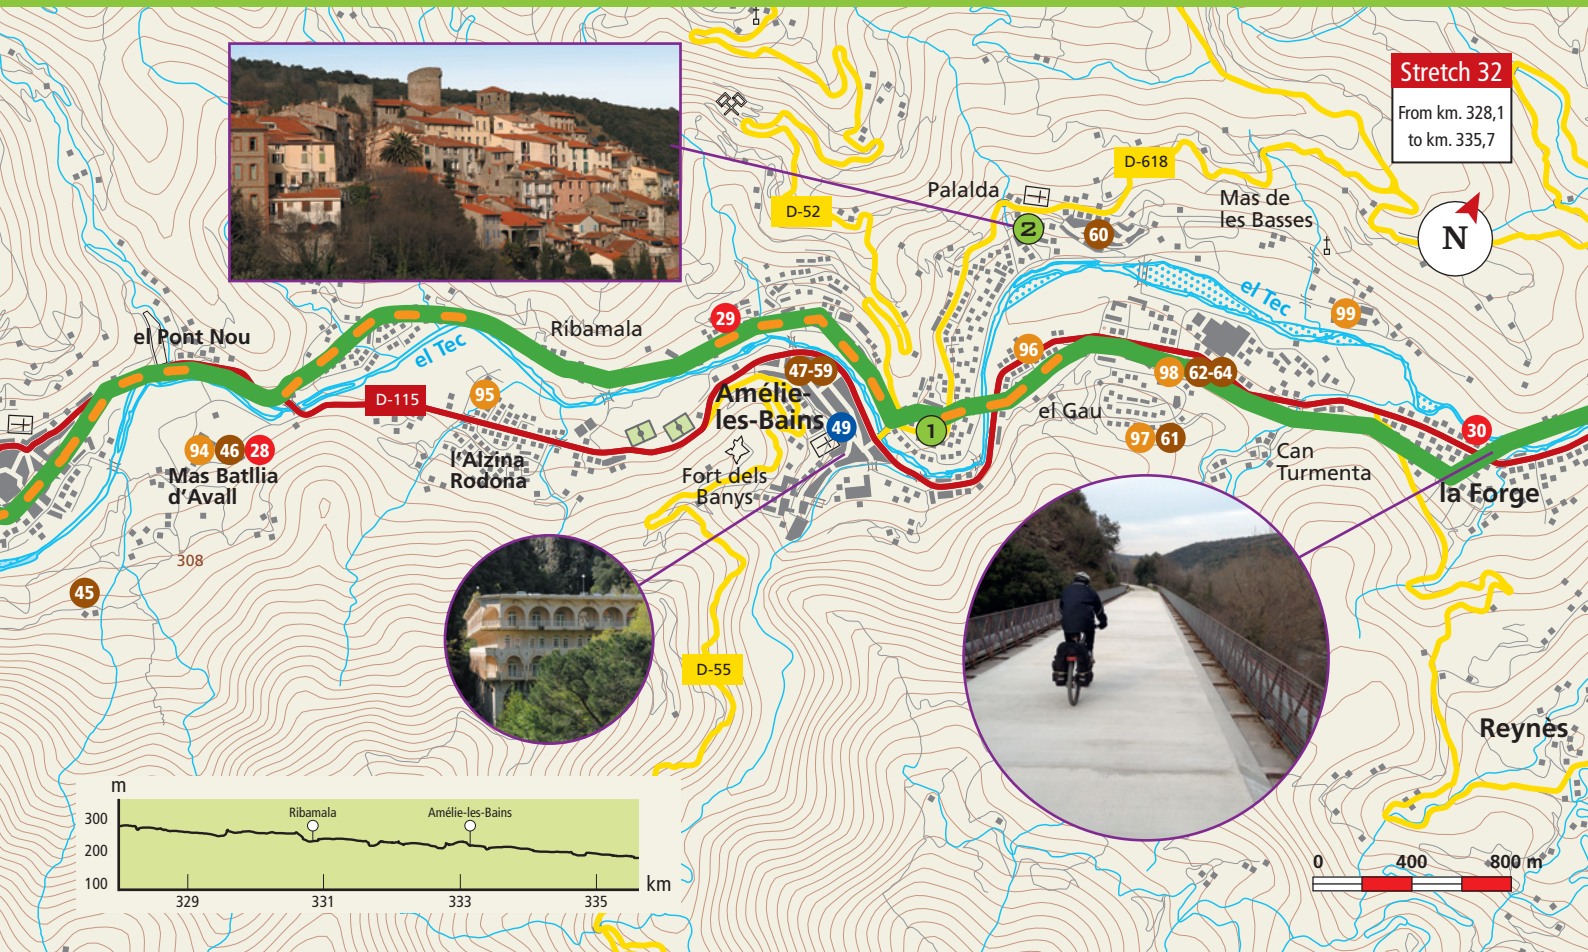 Stretch 32
From km. 328,1
to km. 335,7
D-618
Palalda
Mas de
les Basses
D-52
2
60
N
el Tec
99
29
Ribamala
el Pont Nou
el Tec
96
47-59
98
62-64
D-115
95
Amélie-
les-Bains
49
1
el Gau
97
61
30
94
46
28
Mas Batllia
d'Avall
l'Alzina
Rodona
Fort dels
Banys
Can
Turmenta
la Forge
308
45
D-55
Reynès
m
300
200
100
Ribamala
Amélie-les-Bains
km
329
331
333
335
0
400
800 m